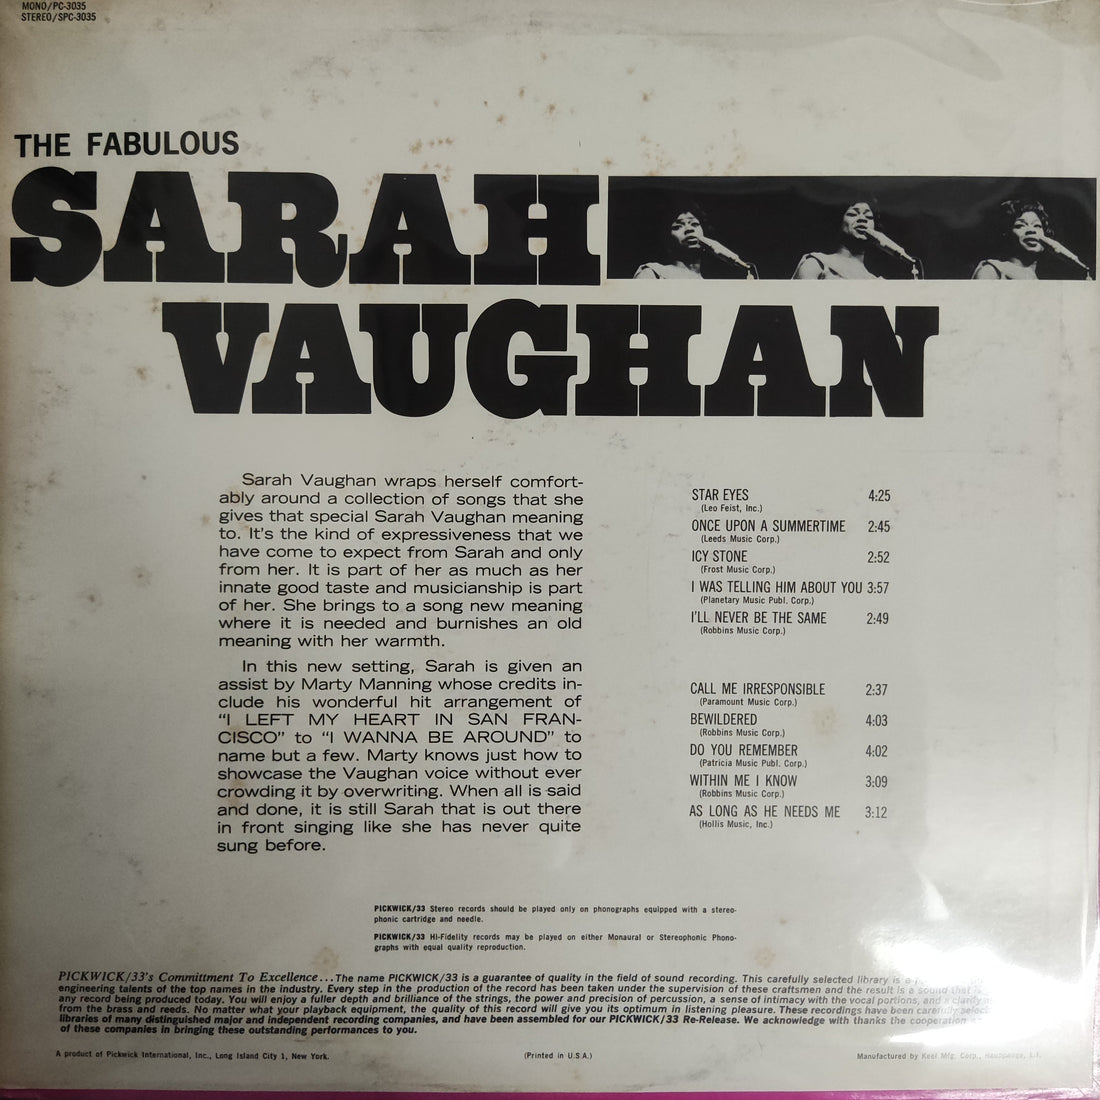 MONO/PC-3035
STEREO/SPC-3035
THE FABULOUS
SARAH
VAUGHAN
Sarah Vaughan wraps herself comfort-
ably around a collection of songs that she
gives that special Sarah Vaughan meaning
to. It's the kind of expressiveness that we
have come to expect from Sarah and only
from her. It is part of her as much as her
innate good taste and musicianship is part
of her. She brings to a song new meaning
where it is needed and burnishes an old
meaning with her warmth.
In this new setting, Sarah is given an
assist by Marty Manning whose credits in-
clude his wonderful hit arrangement of
“I LEFT MY HEART IN SAN FRAN-
CISCO” to “I WANNA BE AROUND” to
name but a few. Marty knows just how to
showcase the Vaughan voice without ever
crowding it by overwriting. When all is said
and done, it is still Sarah that is out there
in front singing like she has never quite
sung before.
STAR EYES 4:25
(Leo Feist, Inc.)
ONCE UPON A SUMMERTIME 2:45
(Leeds Music Corp.)
ICY STONE 2:52
(Frost Music Corp.)
I WAS TELLING HIM ABOUT YOU 3:57
(Planetary Music Publ. Corp.)
I'LL NEVER BE THE SAME 2:49
(Robbins Music Corp.)
CALL ME IRRESPONSIBLE 2:37
(Paramount Music Corp.)
BEWILDERED 4:03
(Robbins Music Corp.)
DO YOU REMEMBER 4:02
(Patricia Music Publ. Corp.)
WITHIN ME I KNOW 3:09
(Robbins Music Corp.)
AS LONG AS HE NEEDS ME 3:12
(Hollis Music, Inc.)
PICKWICK/33 Stereo records should be played only on phonographs equipped with a stereo-
phonic cartridge and needle.
PICKWICK/33 Hi-Fidelity records may be played on either Monaural or Stereophonic Phono-
graphs with equal quality reproduction.
PICKWICK/33's Committment To Excellence...The name PICKWICK/33 is a guarantee of quality in the field of sound recording. This carefully selected library is a
engineering talents of the top names in the industry. Every step in the production of the record has been taken under the supervision of these craftsmen and the result is a sound that
any record being produced today. You will enjoy a fuller depth and brilliance of the strings, the power and precision of percussion, a sense of intimacy with the vocal portions, and a clarity
from the brass and reeds. No matter what your playback equipment, the quality of this record will give you its optimum in listening pleasure. These recordings have been carefully
libraries of many distinguished major and independent recording companies, and have been assembled for our PICKWICK/33 Re-Release. We acknowledge with thanks the cooperation
of these companies in bringing these outstanding performances to you.
A product of Pickwick International, Inc., Long Island City 1, New York.
(Printed in U.S.A.)
Manufactured by Keel Mfg. Corp., Hauppauge, L.I.